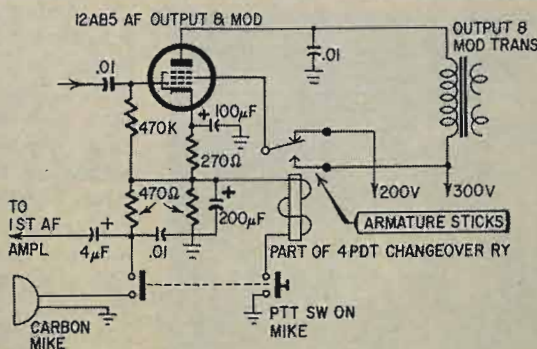 12AB5 AF OUTPUT & MOD
OUTPUT 8
MOD TRANS
.01
.01
100µF
470K
270Ω
470Ω
200µF
200V
300V
ARMATURE STICKS
TO
1ST AF
AMPL
4µF
.01
PART OF 4PDT CHANGEOVER RY
CARBON
MIKE
PTT SW ON
MIKE